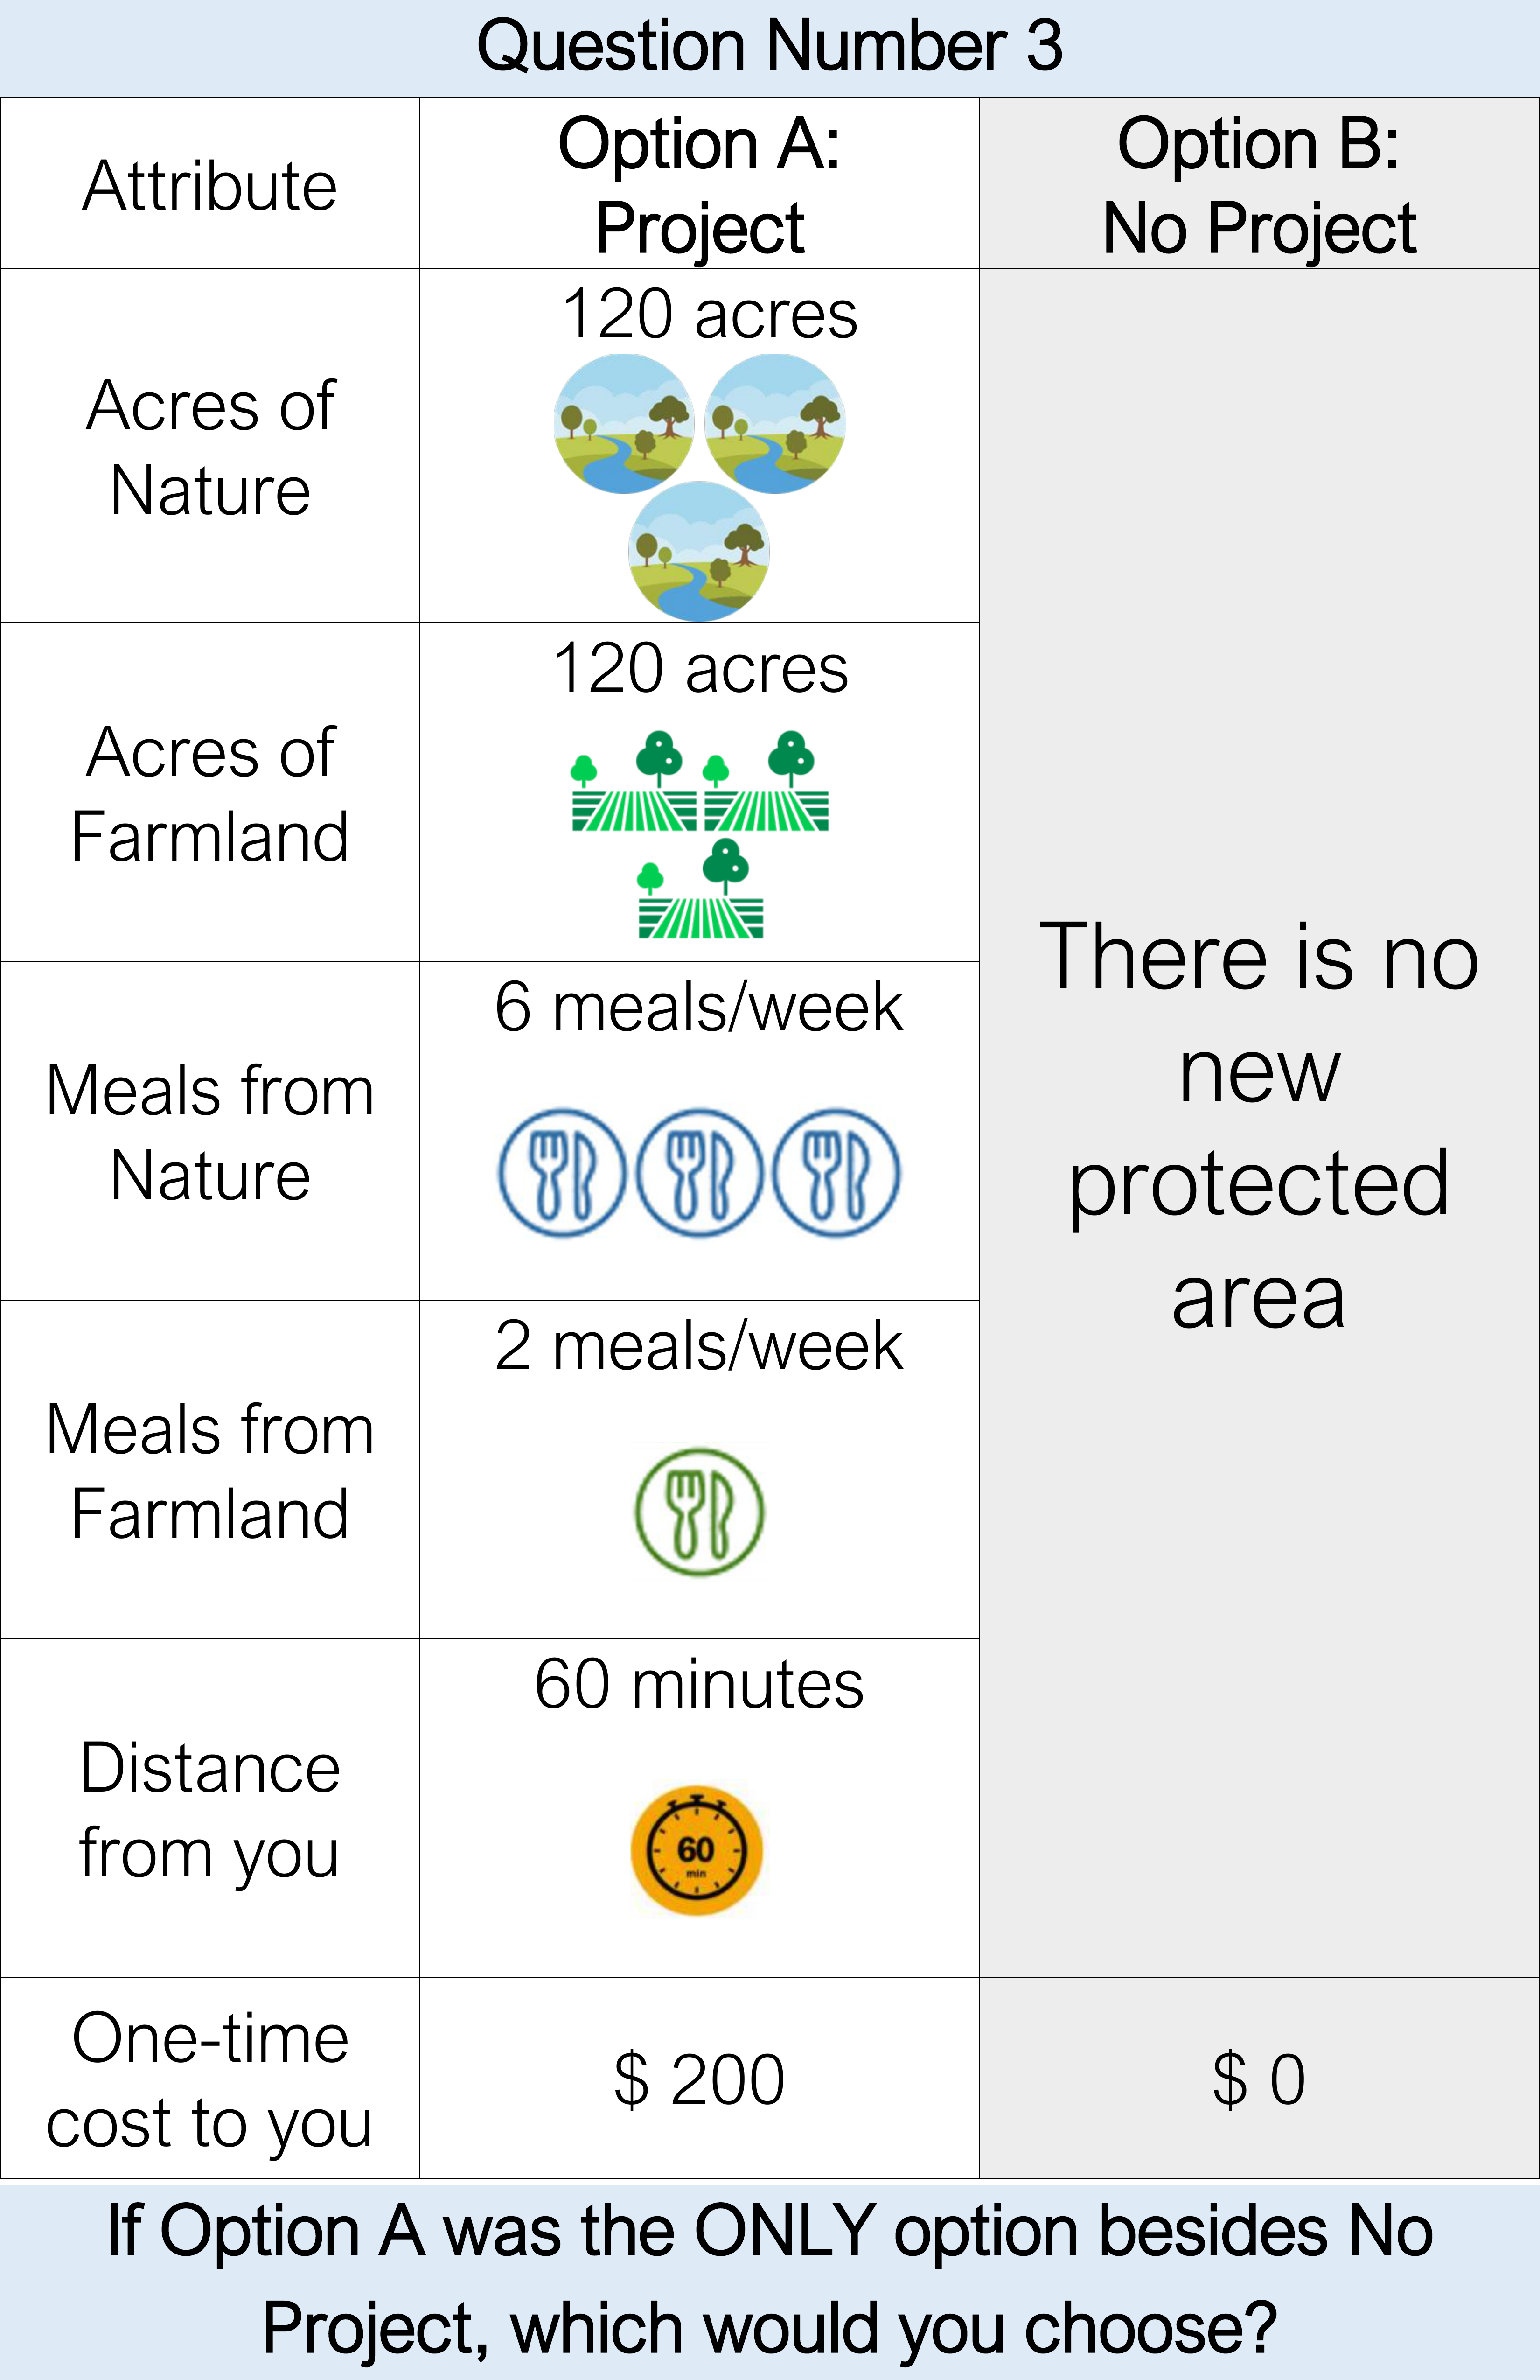 Question Number 3
Attribute
Option A:
Project
Option B:
No Project
Acres of
Nature
120 acres
Acres of
Farmland
120 acres
Meals from
Nature
6 meals/week
Meals from
Farmland
2 meals/week
Distance
from you
60 minutes
60
min
There is no
new
protected
area
One-time
cost to you
$ 200
$ 0
If Option A was the ONLY option besides No
Project, which would you choose?